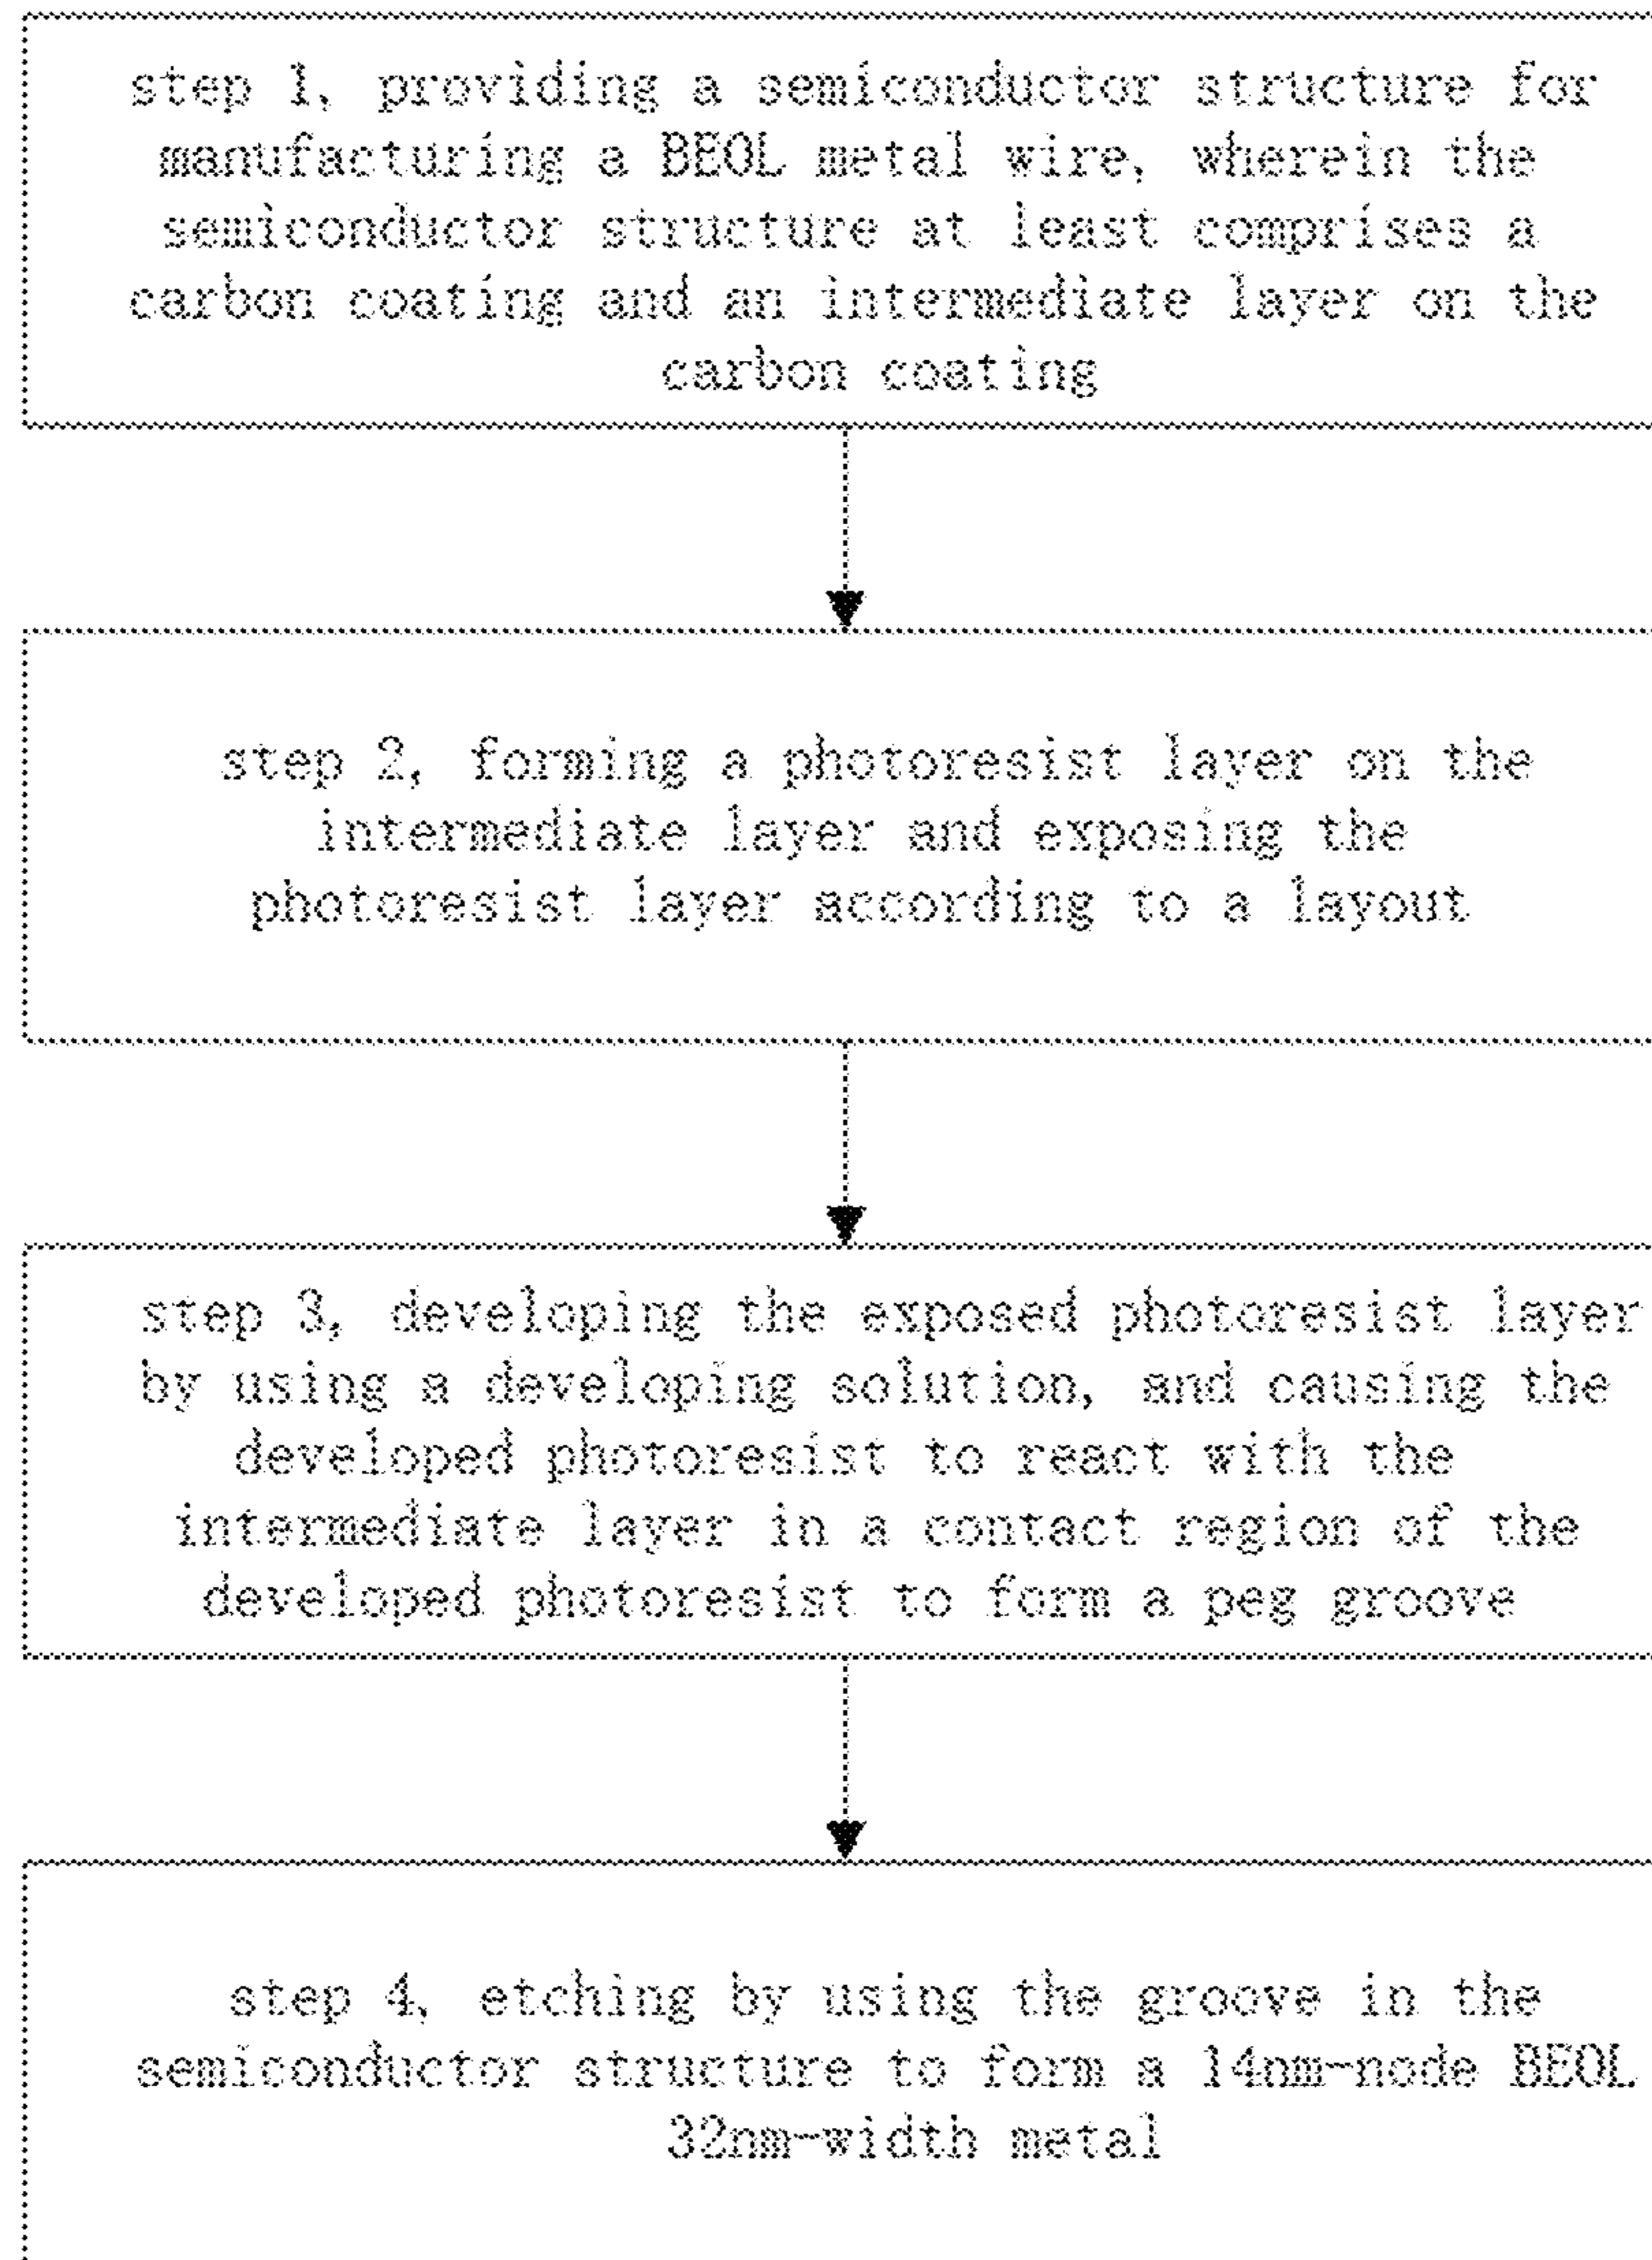 step 1, providing a semiconductor structure for
manufacturing a BEOL metal wire, wherein the
semiconductor structure at least comprises a
carbon coating and an intermediate layer on the
carbon coating
step 2, forming a photoresist layer on the
intermediate layer and exposing the
photoresist layer according to a layout
step 3, developing the exposed photoresist layer
by using a developing solution, and causing the
developed photoresist to react with the
intermediate layer in a contact region of the
developed photoresist to form a peg groove
step 4, etching by using the groove in the
semiconductor structure to form a 14nm-node BEOL
32nm-width metal